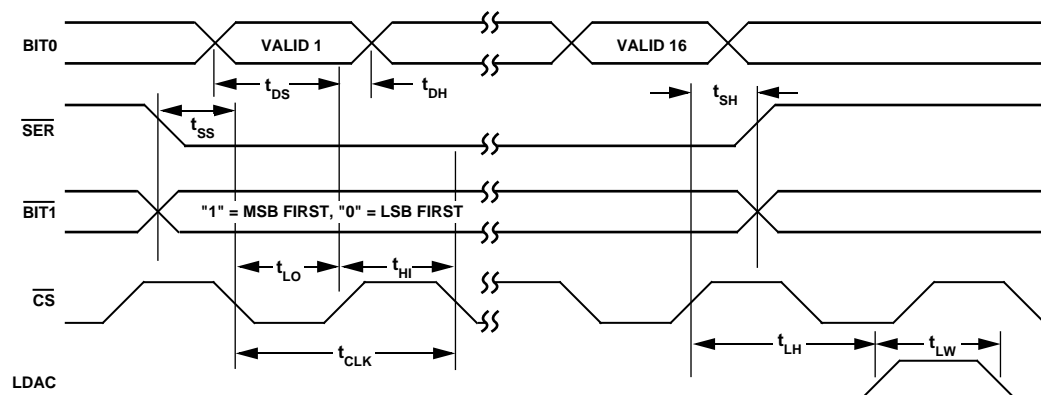 BIT0
VALID 1
VALID 16
tDS
tDH
tSH
SER
tSS
BIT1
"1" = MSB FIRST, "0" = LSB FIRST
tLO
tHI
CS
tLH
tLW
tCLK
LDAC